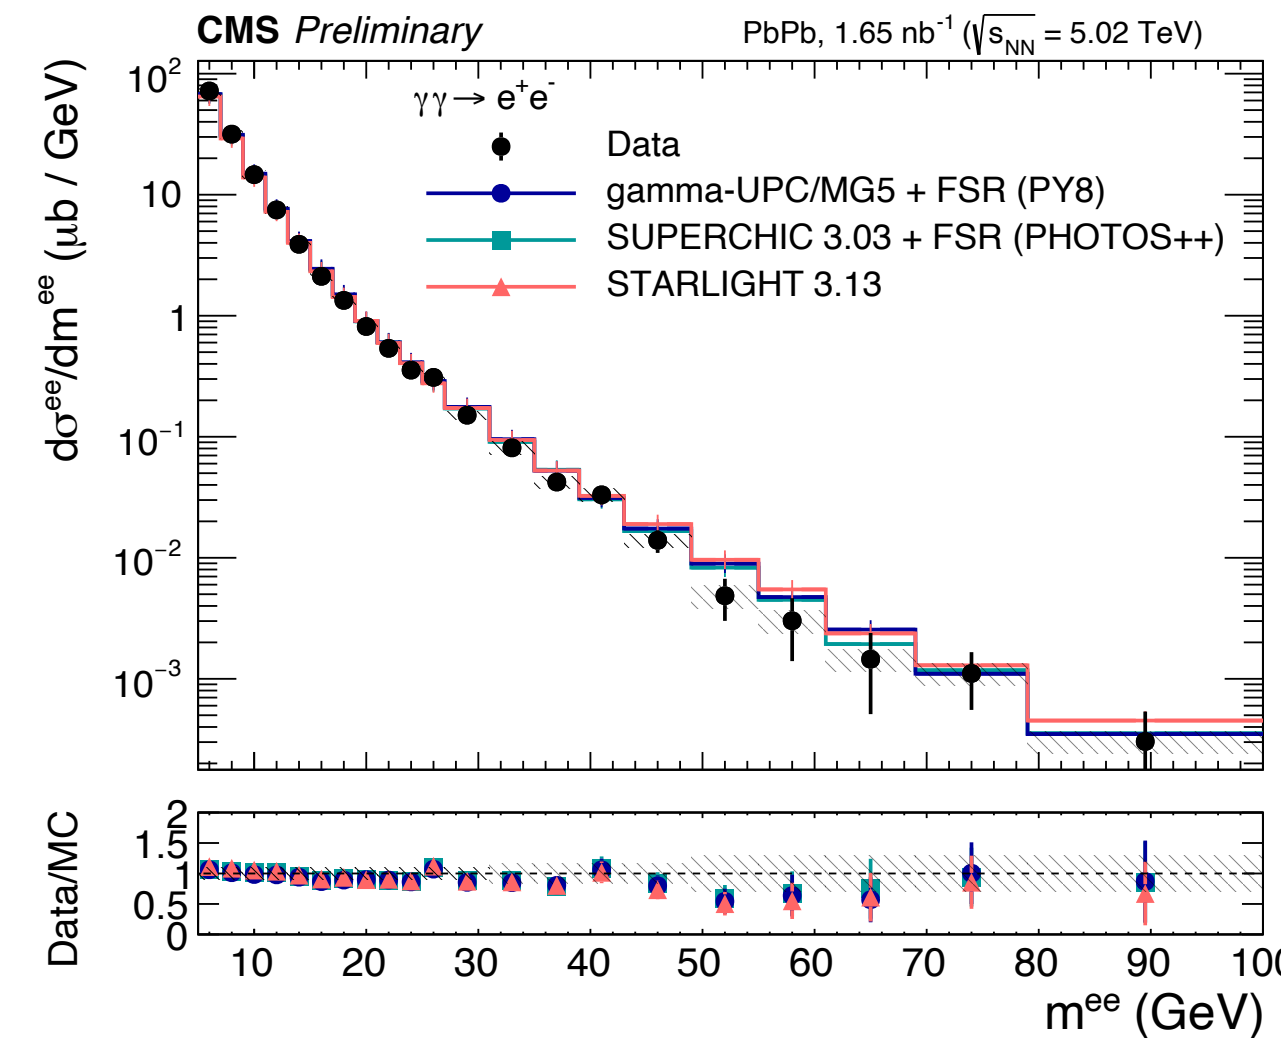 CMS Preliminary
PbPb, 1.65 nb⁻¹ (√s_NN = 5.02 TeV)
γγ→ e⁺e⁻
Data
gamma-UPC/MG5 + FSR (PY8)
SUPERCHIC 3.03 + FSR (PHOTOS++)
STARLIGHT 3.13
dσᵉᵉ/dmᵉᵉ (μb / GeV)
10²
10
1
10⁻¹
10⁻²
10⁻³
Data/MC
2
1.5
1
0.5
0
10 20 30 40 50 60 70 80 90 100
mᵉᵉ (GeV)